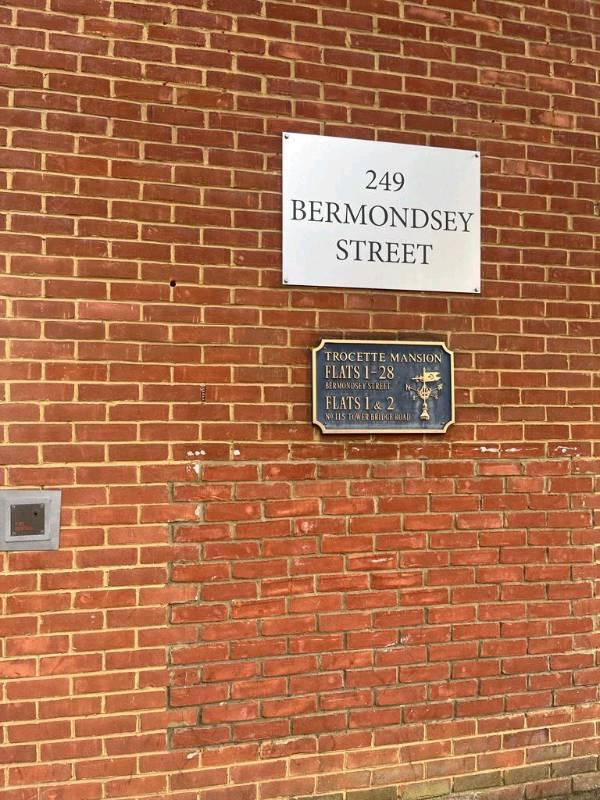 249
BERMONDSEY
STREET
TROCETTE MANSION
FLATS 1-28
BERMONDSEY STREET
FLATS 1 & 2
No 115 TOWER BRIDGE ROAD
N